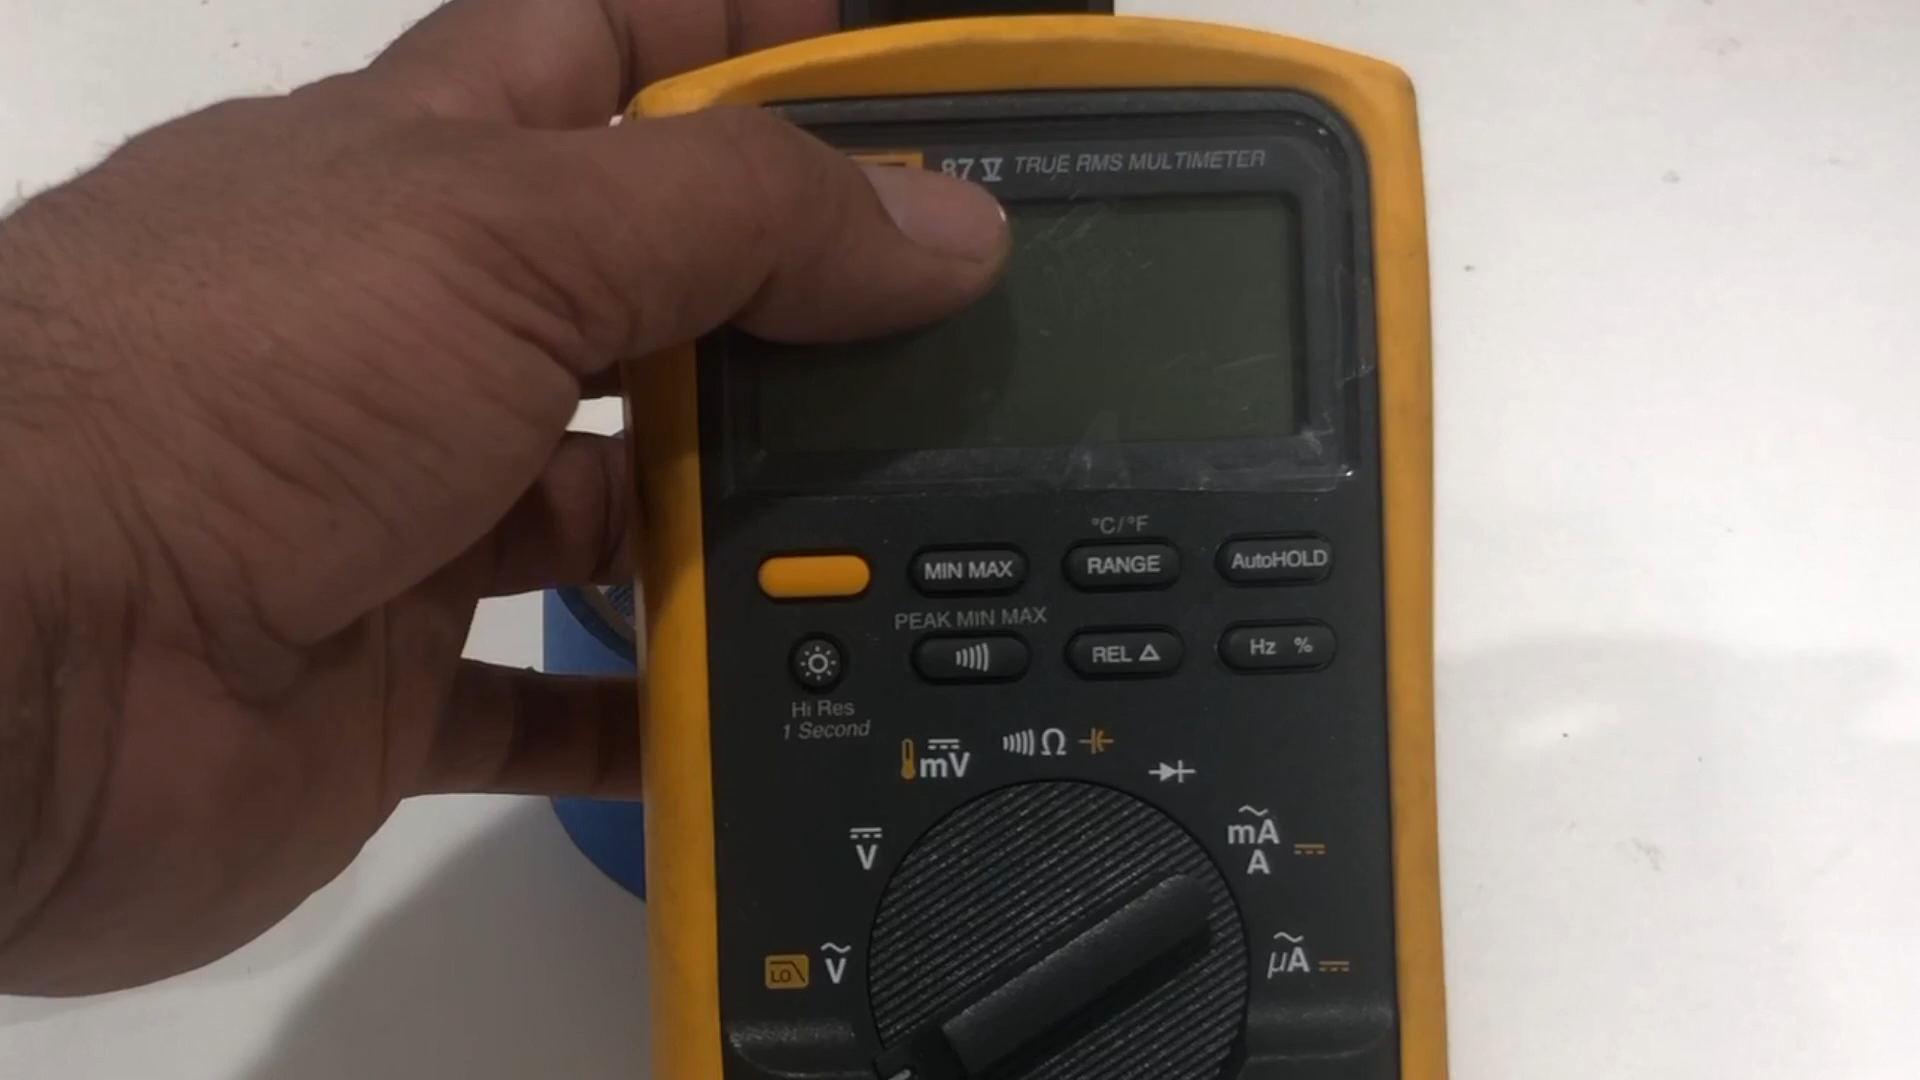 87 V TRUE RMS MULTIMETER
°C/°F
MIN MAX RANGE AutoHOLD
PEAK MIN MAX
REL Δ Hz %
Hi Res
1 Second
mV Ω
V mA
A
LO V µA